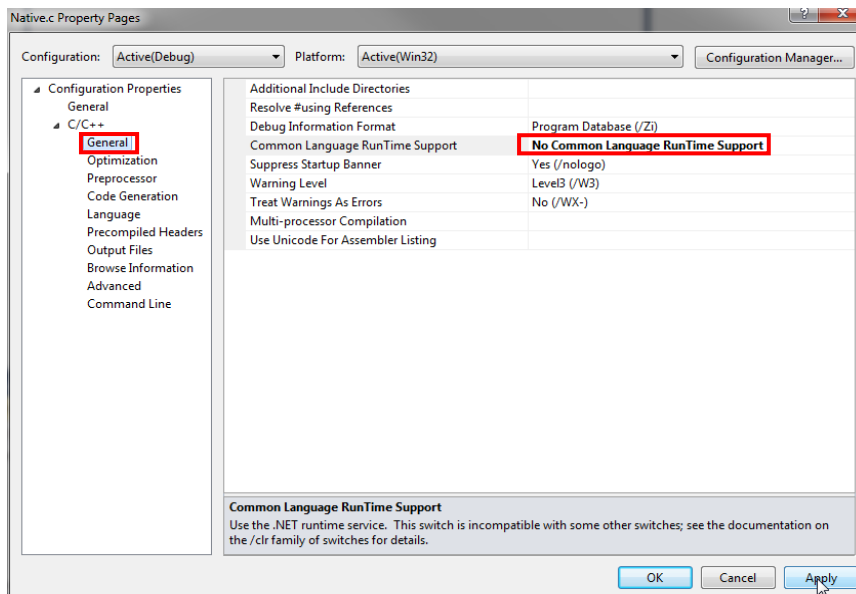 Native.c Property Pages
Configuration: Active(Debug) Platform: Active(Win32) Configuration Manager...
Configuration Properties
General
C/C++
General
Optimization
Preprocessor
Code Generation
Language
Precompiled Headers
Output Files
Browse Information
Advanced
Command Line
Additional Include Directories
Resolve #using References
Debug Information Format Program Database (/Zi)
Common Language RunTime Support No Common Language RunTime Support
Suppress Startup Banner Yes (/nologo)
Warning Level Level3 (/W3)
Treat Warnings As Errors No (/WX-)
Multi-processor Compilation
Use Unicode For Assembler Listing
Common Language RunTime Support
Use the .NET runtime service. This switch is incompatible with some other switches; see the documentation on
the /clr family of switches for details.
OK Cancel Apply